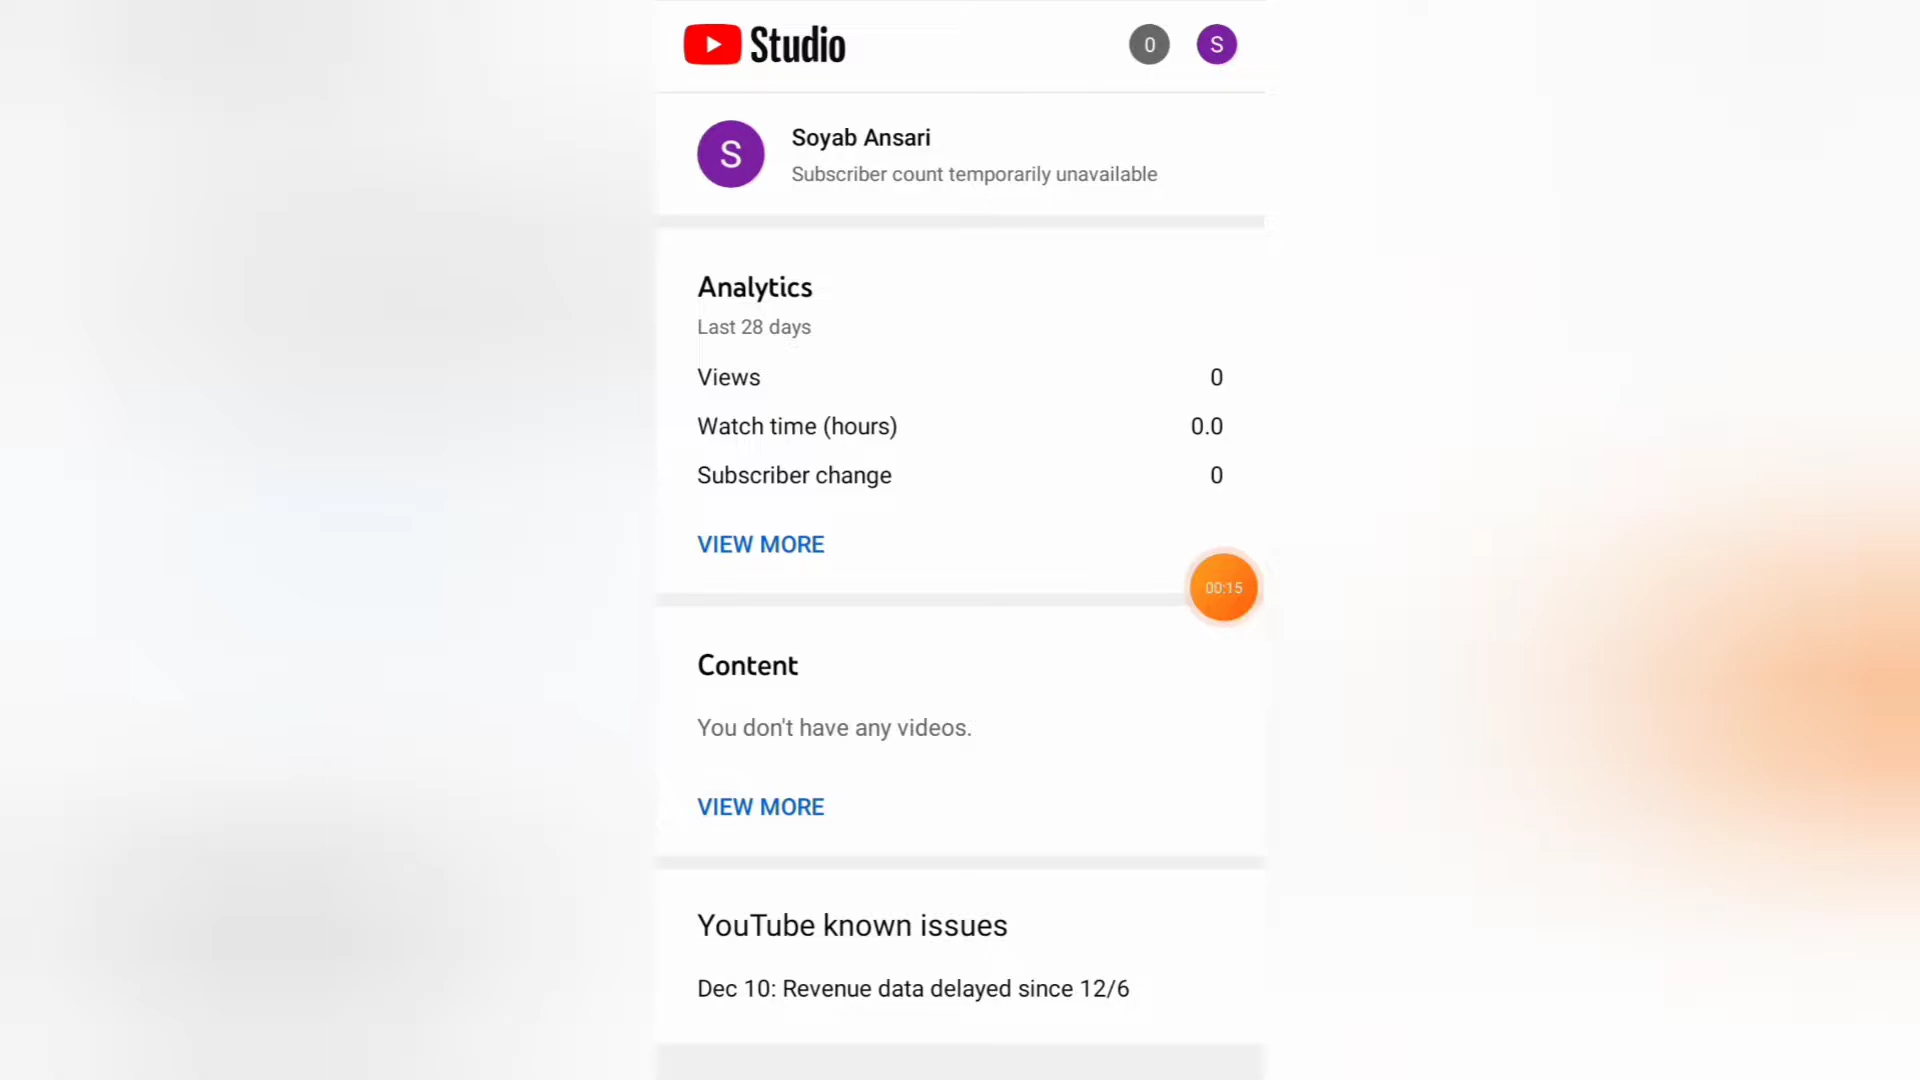 Studio
0
S
S
Soyab Ansari
Subscriber count temporarily unavailable
Analytics
Last 28 days
Views 0
Watch time (hours) 0.0
Subscriber change 0
VIEW MORE
00:15
Content
You don't have any videos.
VIEW MORE
YouTube known issues
Dec 10: Revenue data delayed since 12/6